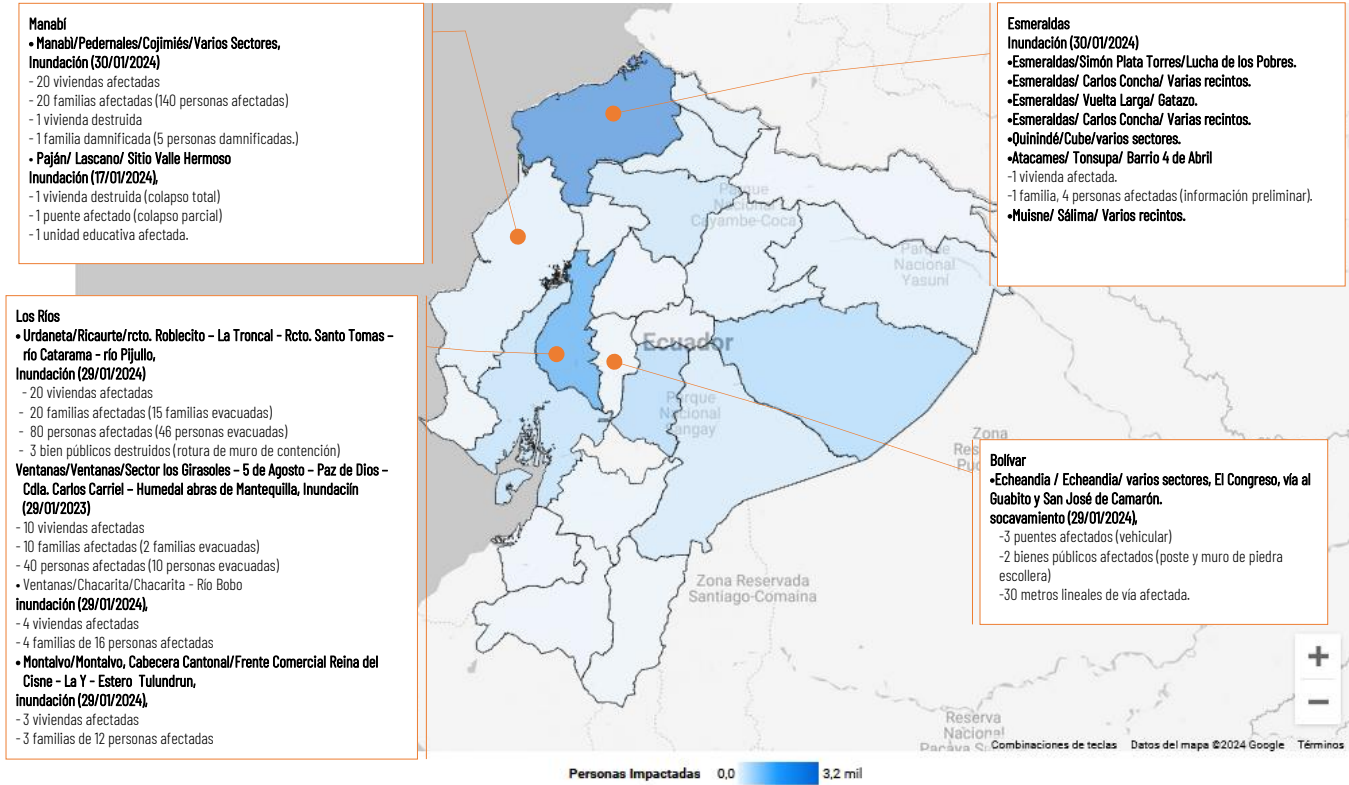 Manabí
• Manabí/Pedernales/Cojimiés/Varios Sectores,
Inundación (30/01/2024)
- 20 viviendas afectadas
- 20 familias afectadas (140 personas afectadas)
- 1 vivienda destruida
- 1 familia damnificada (5 personas damnificadas.)
• Paján/ Lascano/ Sitio Valle Hermoso
Inundación (17/01/2024),
- 1 vivienda destruida (colapso total)
- 1 puente afectado (colapso parcial)
- 1 unidad educativa afectada.
Esmeraldas
Inundación (30/01/2024)
•Esmeraldas/Simón Plata Torres/Lucha de los Pobres.
•Esmeraldas/ Carlos Concha/ Varias recintos.
•Esmeraldas/ Vuelta Larga/ Gatazo.
•Esmeraldas/ Carlos Concha/ Varias recintos.
•Quinindé/Cube/varios sectores.
•Atacames/ Tonsupa/ Barrio 4 de Abril
-1 vivienda afectada.
-1 familia, 4 personas afectadas (información preliminar).
•Muisne/ Sálima/ Varios recintos.
Los Ríos
• Urdaneta/Ricaurte/rcto. Roblecito – La Troncal - Rcto. Santo Tomas –
río Catarama - río Pijullo,
Inundación (29/01/2024)
- 20 viviendas afectadas
- 20 familias afectadas (15 familias evacuadas)
- 80 personas afectadas (46 personas evacuadas)
- 3 bien públicos destruidos (rotura de muro de contención)
Ventanas/Ventanas/Sector los Girasoles – 5 de Agosto – Paz de Dios –
Cdla. Carlos Carriel – Humedal abras de Mantequilla, Inundaciín
(29/01/2023)
- 10 viviendas afectadas
- 10 familias afectadas (2 familias evacuadas)
- 40 personas afectadas (10 personas evacuadas)
• Ventanas/Chacarita/Chacarita - Río Bobo
inundación (29/01/2024),
- 4 viviendas afectadas
- 4 familias de 16 personas afectadas
• Montalvo/Montalvo, Cabecera Cantonal/Frente Comercial Reina del
Cisne - La Y - Estero Tulundrun,
inundación (29/01/2024),
- 3 viviendas afectadas
- 3 familias de 12 personas afectadas
Bolívar
•Echeandia / Echeandia/ varios sectores, El Congreso, vía al
Guabito y San José de Camarón.
socavamiento (29/01/2024),
-3 puentes afectados (vehicular)
-2 bienes públicos afectados (poste y muro de piedra
escollera)
-30 metros lineales de vía afectada.
Parque
Nacional
Cayambe-Coca
Parque
Nacional
Yasuní
Ecuador
Parque
Nacional
Sangay
Zona
Zona Reservada
Santiago-Comaina
Reserva
Nacional
Pacaya
+
−
Combinaciones de teclas Datos del mapa ©2024 Google Términos
Personas Impactadas 0,0 3,2 mil